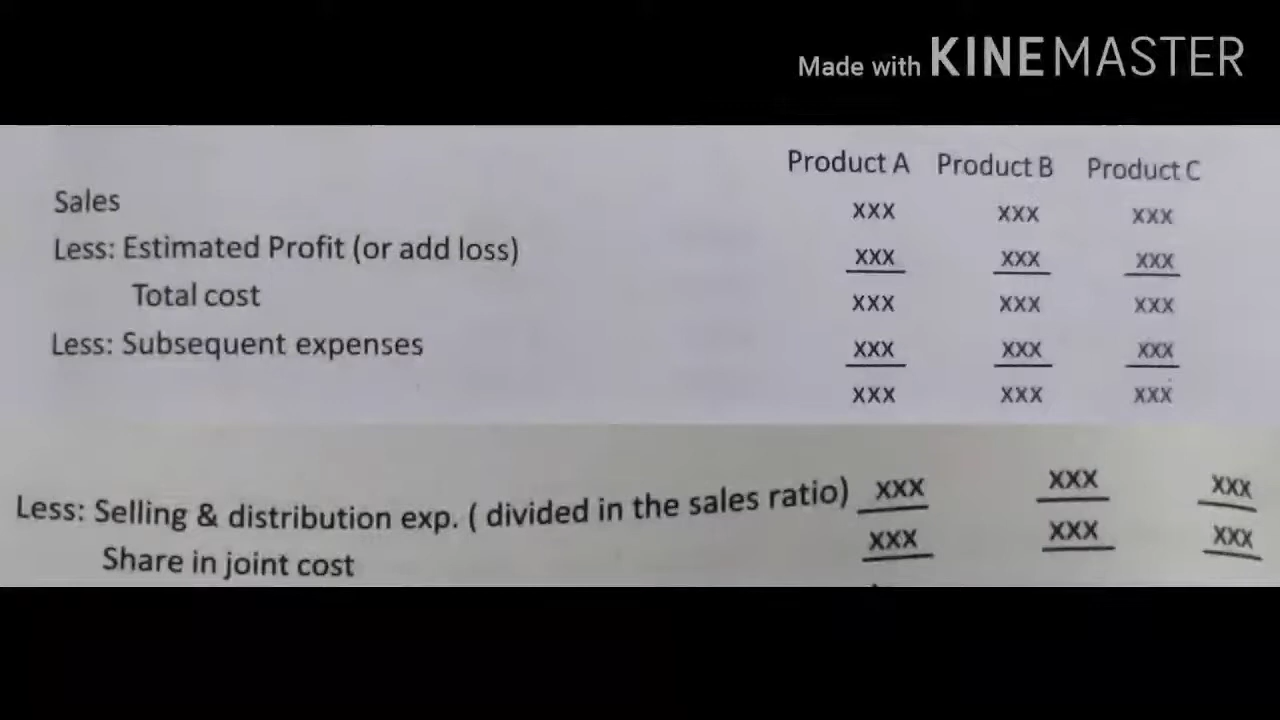 Made with KINEMASTER
Product A Product B Product C
Sales xxx xxx xxx
Less: Estimated Profit (or add loss) xxx xxx xxx
Total cost xxx xxx xxx
Less: Subsequent expenses xxx xxx xxx
xxx xxx xxx
Less: Selling & distribution exp. ( divided in the sales ratio) xxx xxx xxx
Share in joint cost xxx xxx xxx